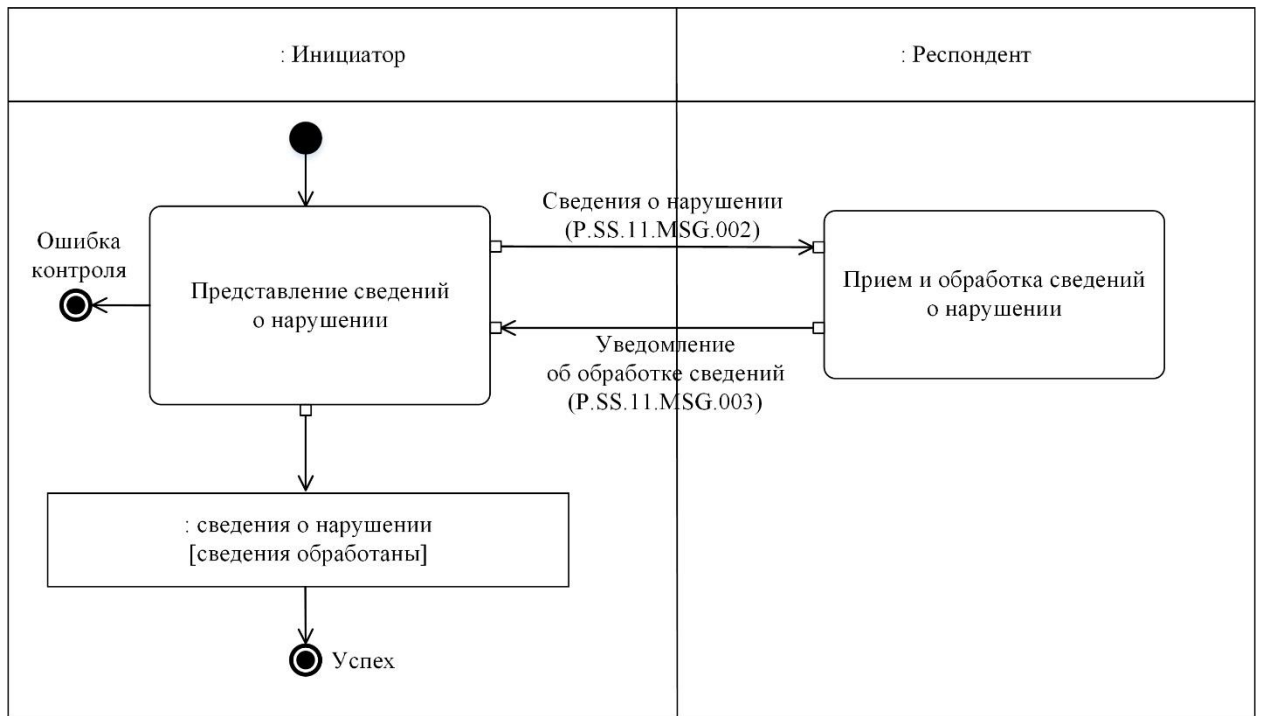 : Инициатор
: Респондент
Сведения о нарушении
(P.SS.11.MSG.002)
Ошибка
контроля
Представление сведений
о нарушении
Прием и обработка сведений
о нарушении
Уведомление
об обработке сведений
(P.SS.11.MSG.003)
: сведения о нарушении
[сведения обработаны]
Успех